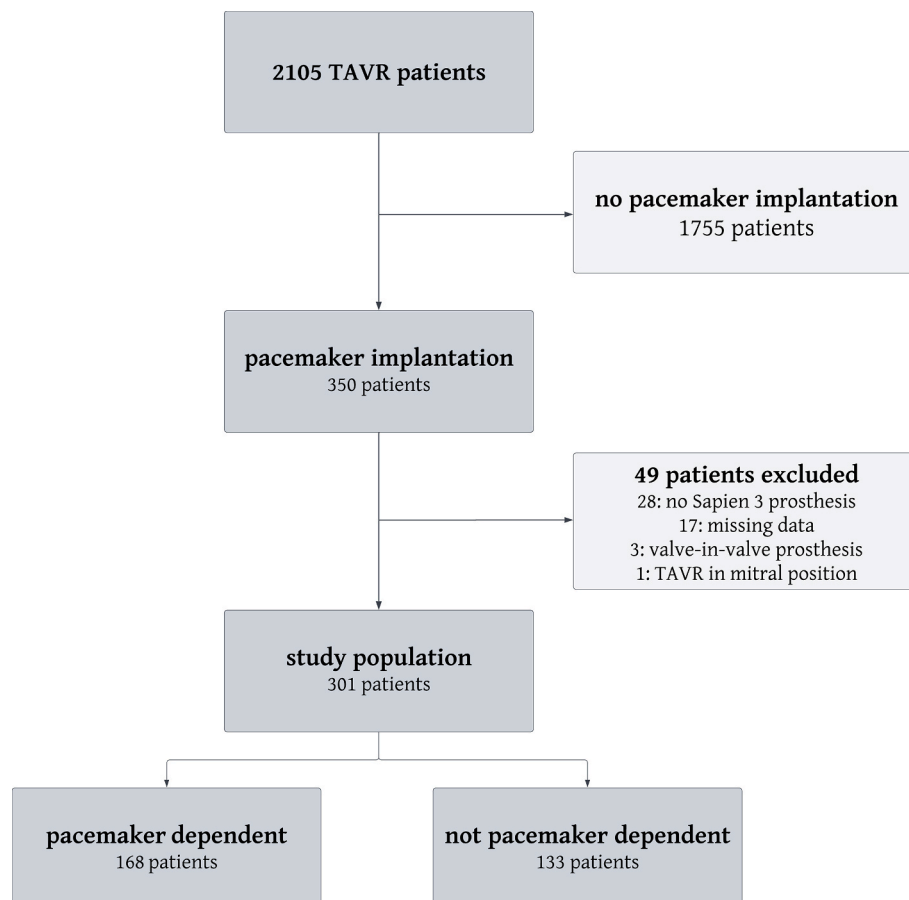 2105 TAVR patients
no pacemaker implantation
1755 patients
pacemaker implantation
350 patients
49 patients excluded
28: no Sapien 3 prosthesis
17: missing data
3: valve-in-valve prosthesis
1: TAVR in mitral position
study population
301 patients
pacemaker dependent
168 patients
not pacemaker dependent
133 patients